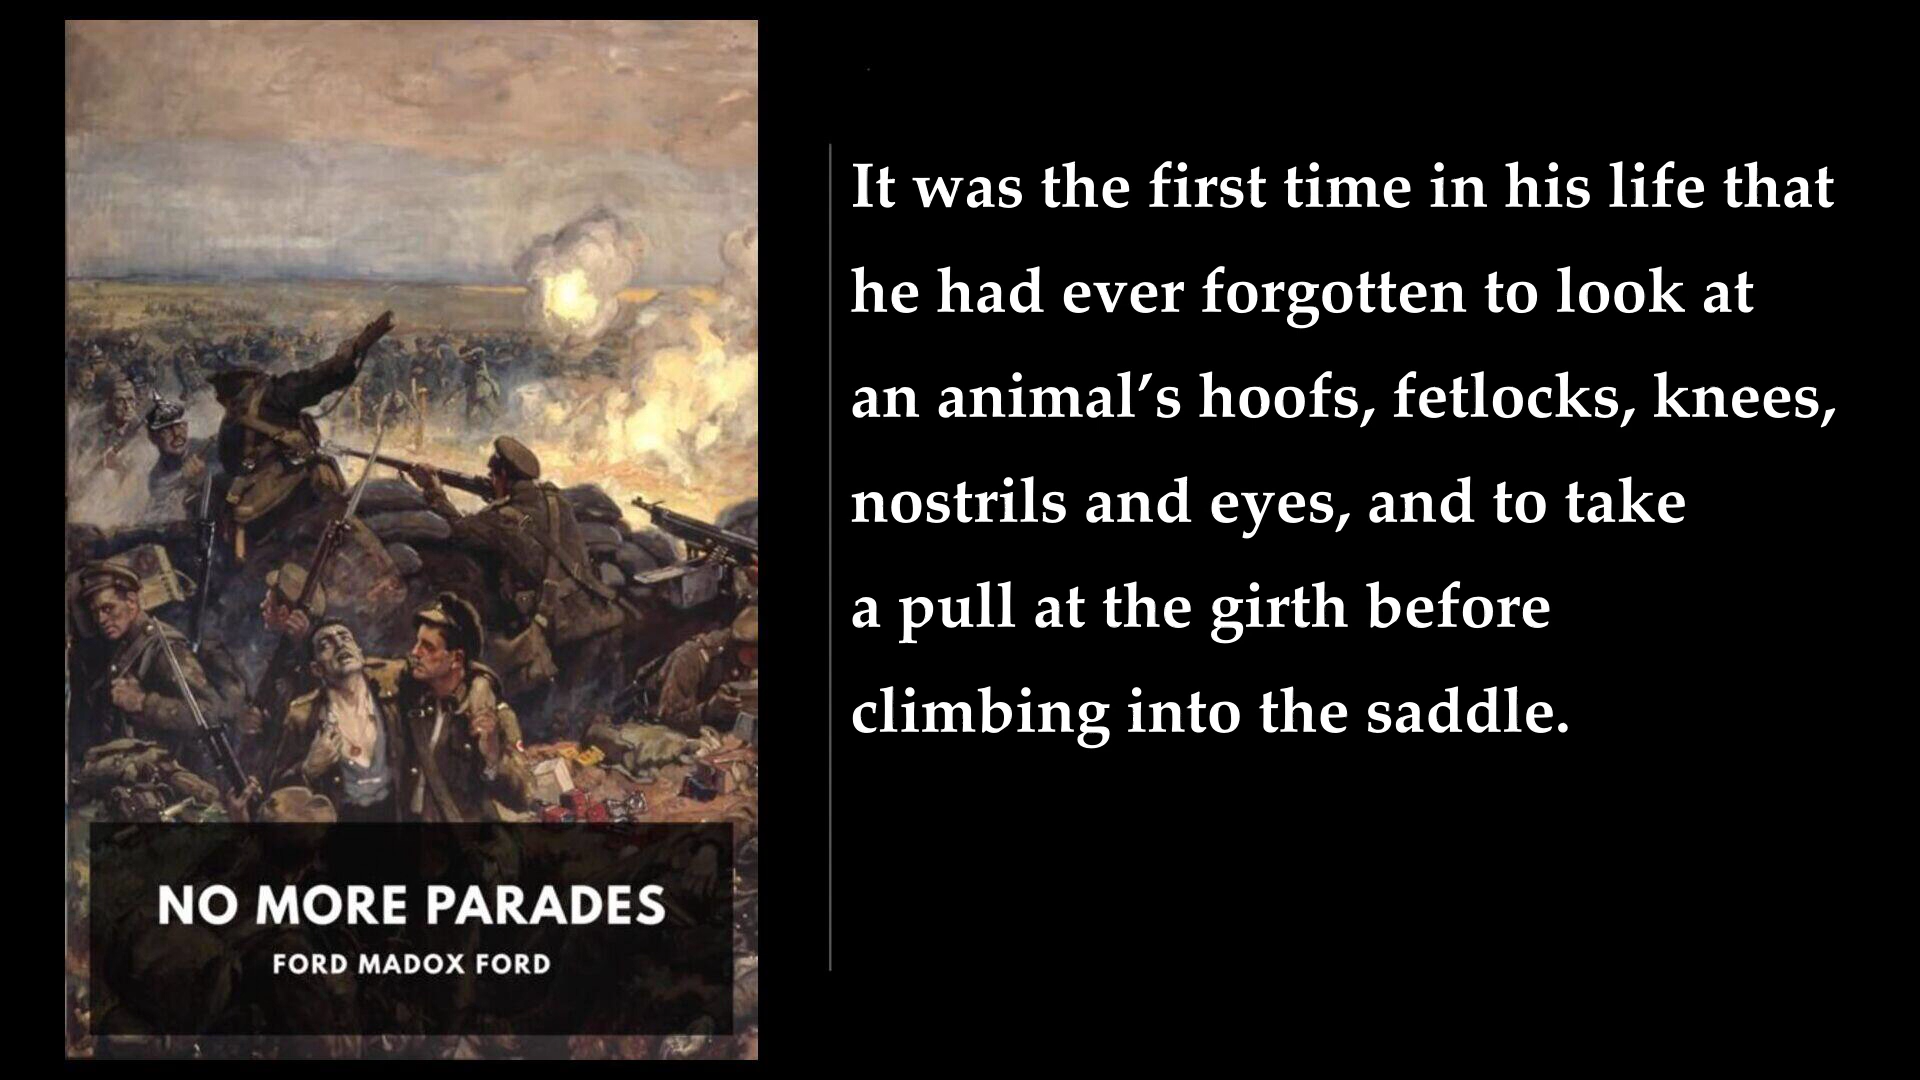 It was the first time in his life that
he had ever forgotten to look at
an animal’s hoofs, fetlocks, knees,
nostrils and eyes, and to take
a pull at the girth before
climbing into the saddle.
NO MORE PARADES
FORD MADOX FORD